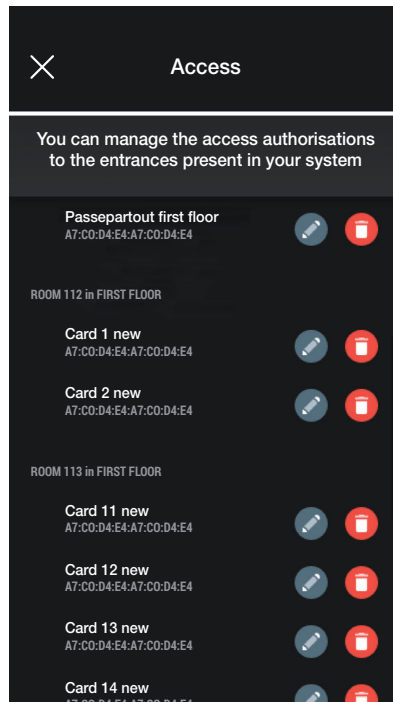 Access
You can manage the access authorisations
to the entrances present in your system
Passepartout first floor
A7:C0:D4:E4:A7:C0:D4:E4
ROOM 112 in FIRST FLOOR
Card 1 new
A7:C0:D4:E4:A7:C0:D4:E4
Card 2 new
A7:C0:D4:E4:A7:C0:D4:E4
ROOM 113 in FIRST FLOOR
Card 11 new
A7:C0:D4:E4:A7:C0:D4:E4
Card 12 new
A7:C0:D4:E4:A7:C0:D4:E4
Card 13 new
A7:C0:D4:E4:A7:C0:D4:E4
Card 14 new